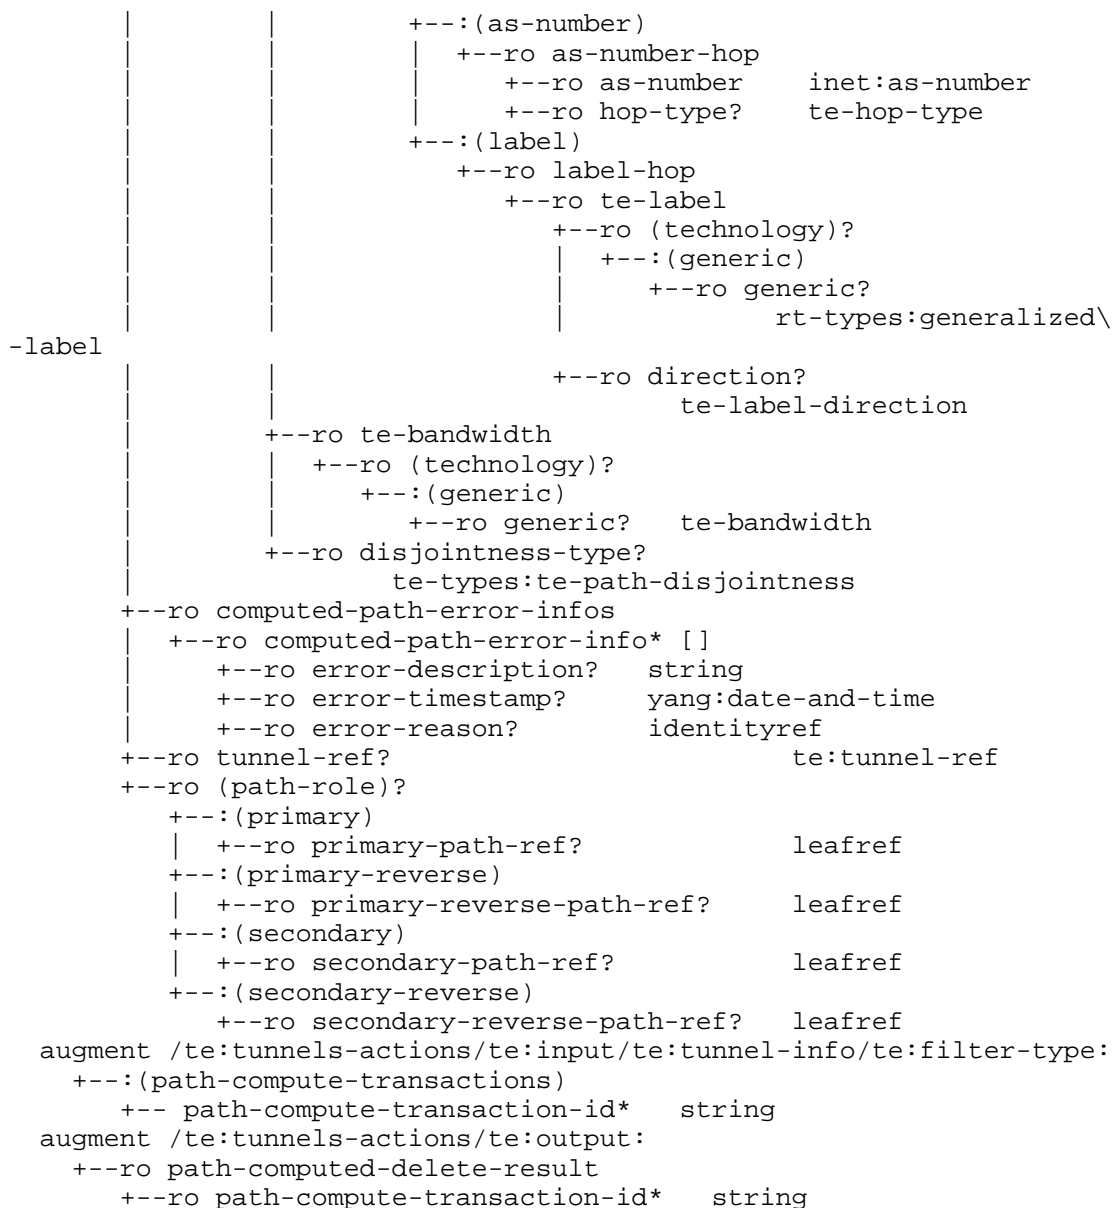 |        |        +--:(as-number)
       |        |        |  +--ro as-number-hop
       |        |        |     +--ro as-number    inet:as-number
       |        |        |     +--ro hop-type?    te-hop-type
       |        |        +--:(label)
       |        |           +--ro label-hop
       |        |              +--ro te-label
       |        |                 +--ro (technology)?
       |        |                 |  +--:(generic)
       |        |                 |     +--ro generic?
       |        |                 |             rt-types:generalized\
-label
       |        |                 +--ro direction?
       |        |                         te-label-direction
       |        +--ro te-bandwidth
       |        |  +--ro (technology)?
       |        |     +--:(generic)
       |        |        +--ro generic?   te-bandwidth
       |        +--ro disjointness-type?
       |                te-types:te-path-disjointness
       +--ro computed-path-error-infos
       |  +--ro computed-path-error-info* []
       |     +--ro error-description?   string
       |     +--ro error-timestamp?     yang:date-and-time
       |     +--ro error-reason?        identityref
       +--ro tunnel-ref?                         te:tunnel-ref
       +--ro (path-role)?
          +--:(primary)
          |  +--ro primary-path-ref?             leafref
          +--:(primary-reverse)
          |  +--ro primary-reverse-path-ref?     leafref
          +--:(secondary)
          |  +--ro secondary-path-ref?           leafref
          +--:(secondary-reverse)
             +--ro secondary-reverse-path-ref?   leafref
  augment /te:tunnels-actions/te:input/te:tunnel-info/te:filter-type:
    +--:(path-compute-transactions)
       +-- path-compute-transaction-id*   string
  augment /te:tunnels-actions/te:output:
    +--ro path-computed-delete-result
       +--ro path-compute-transaction-id*   string